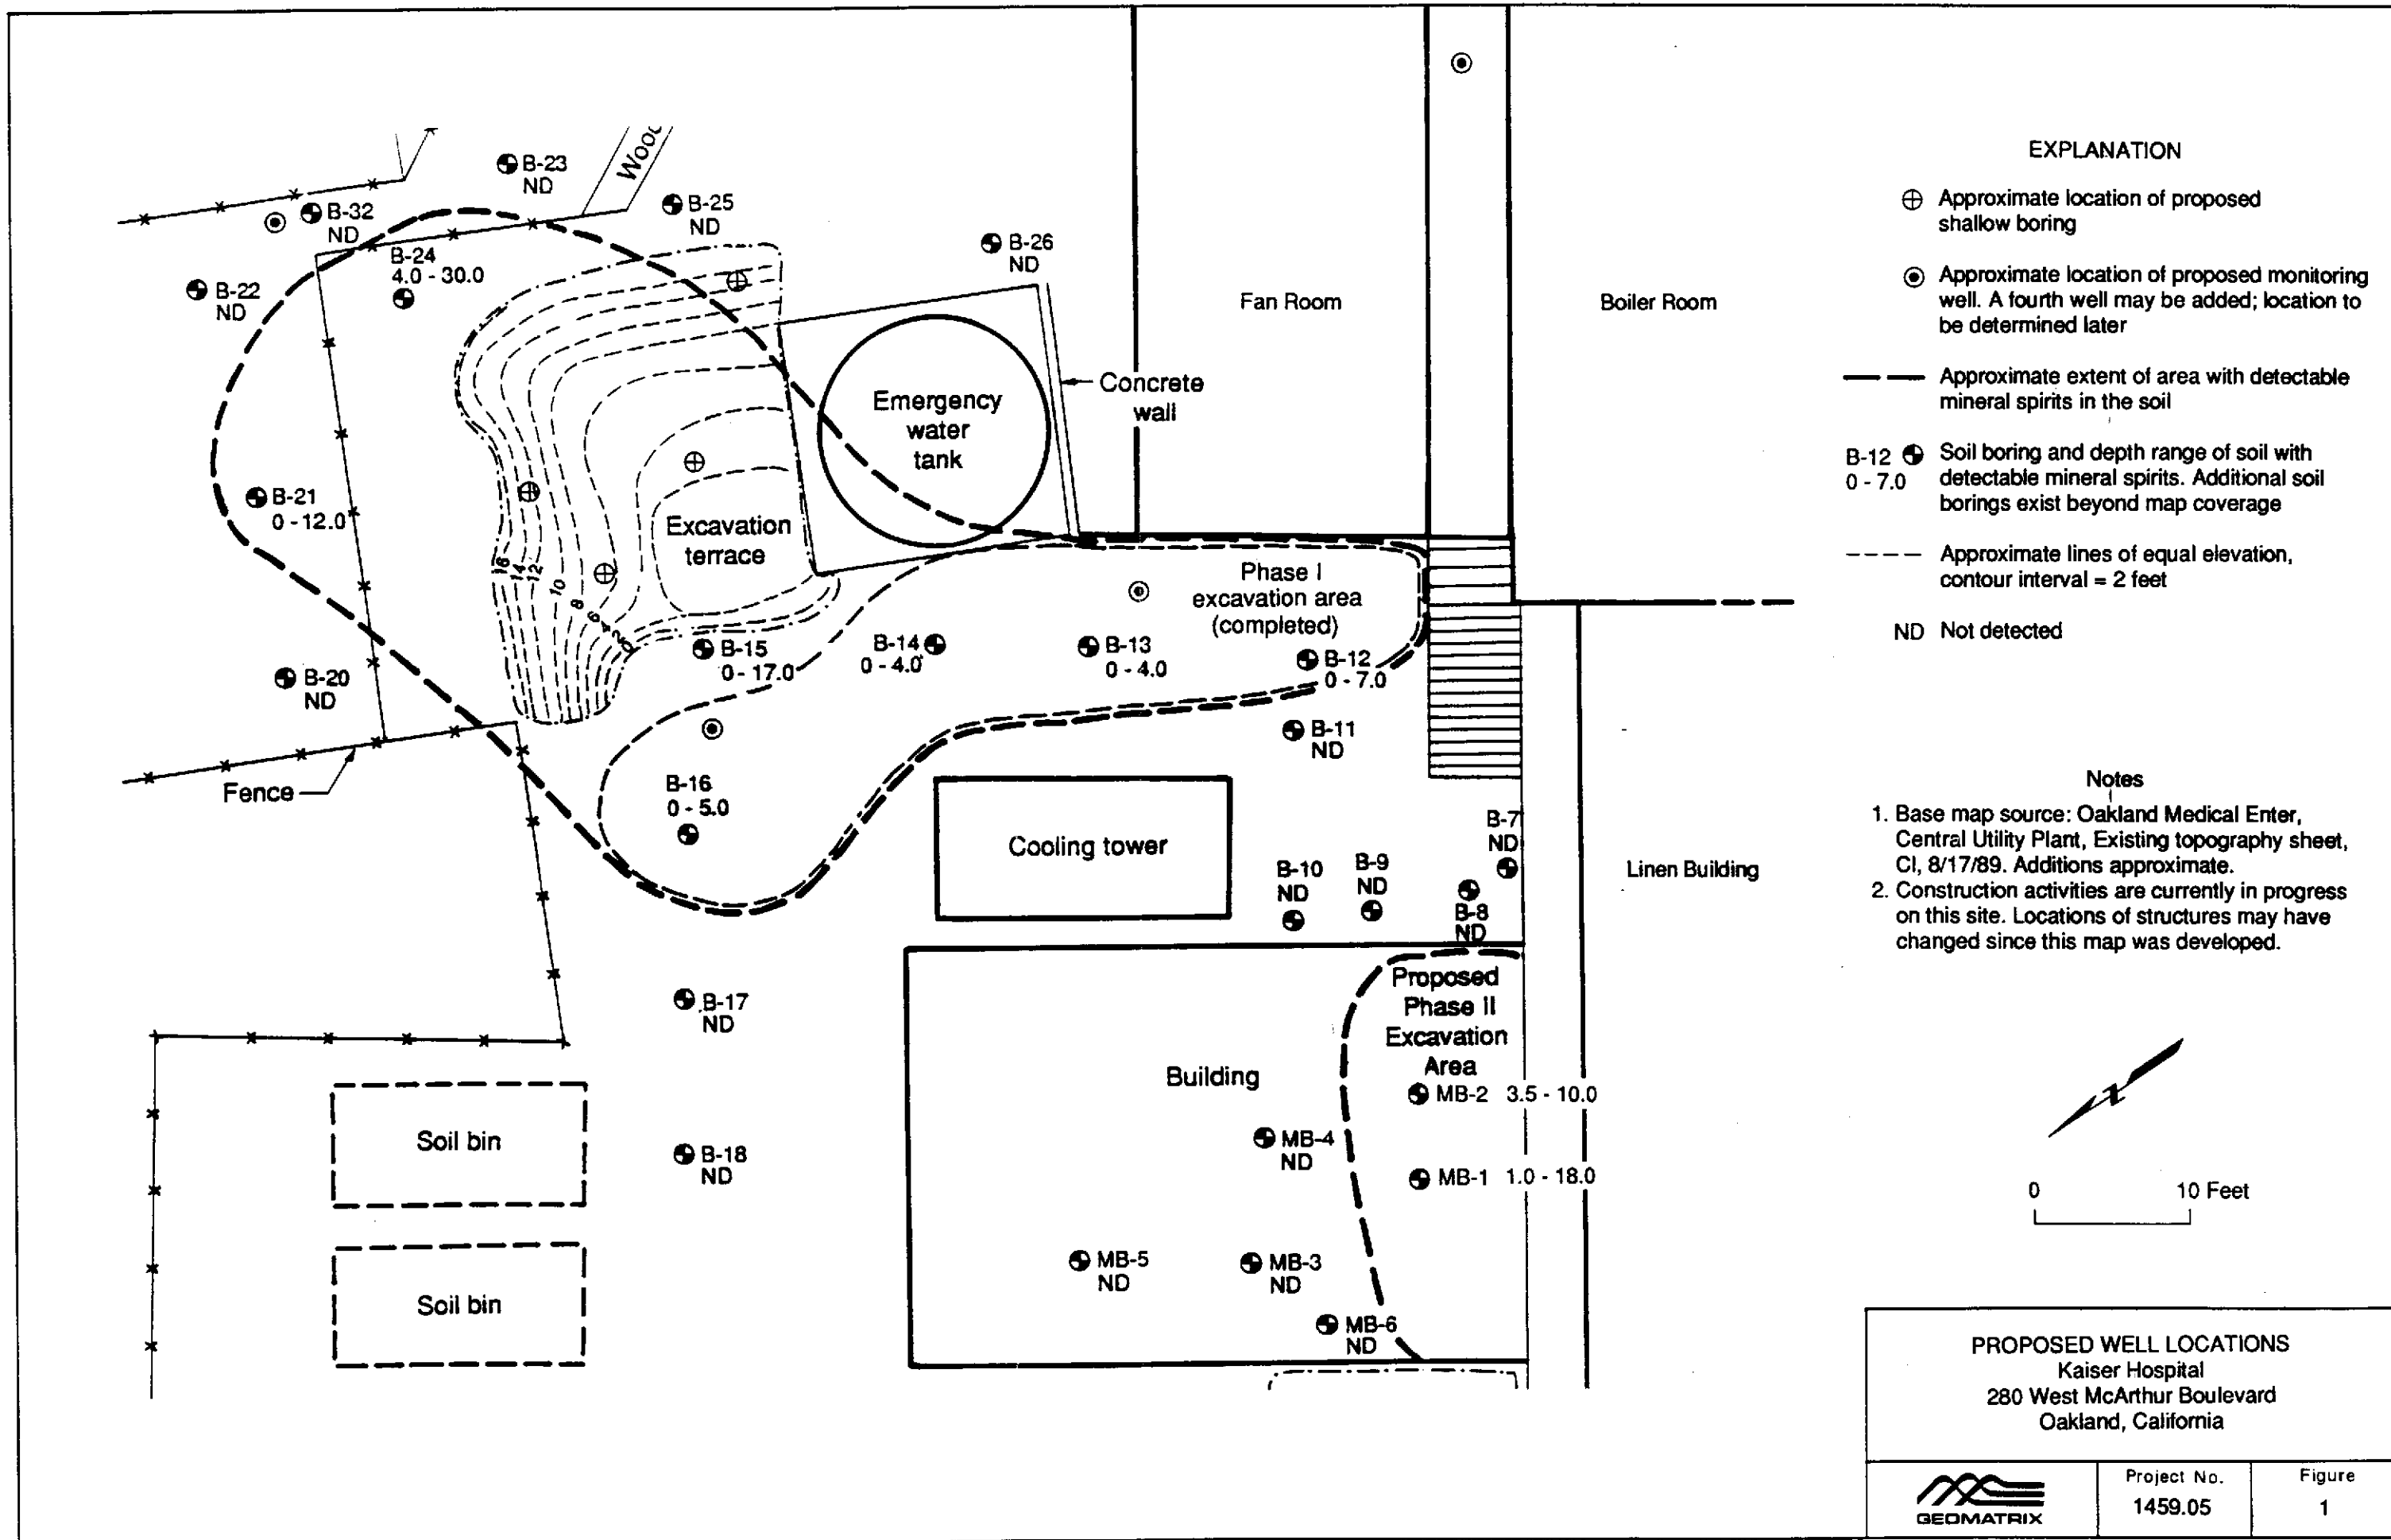 B-23
ND
Wood
B-25
ND
B-32
ND
B-24
4.0 - 30.0
B-22
ND
B-26
ND
Fan Room
Boiler Room
Concrete
wall
Emergency
water
tank
B-21
0 - 12.0
Excavation
terrace
16
14
12
10
8
6
4
2
0
Phase I
excavation area
(completed)
B-20
ND
B-15
0 - 17.0
B-14
0 - 4.0
B-13
0 - 4.0
B-12
0 - 7.0
B-11
ND
Fence
B-16
0 - 5.0
Cooling tower
B-7
ND
B-10
ND
B-9
ND
B-8
ND
Linen Building
B-17
ND
Proposed
Phase II
Excavation
Area
Building
MB-2 3.5 - 10.0
MB-4
ND
MB-1 1.0 - 18.0
B-18
ND
Soil bin
MB-5
ND
MB-3
ND
Soil bin
MB-6
ND
EXPLANATION
Approximate location of proposed
shallow boring
Approximate location of proposed monitoring
well. A fourth well may be added; location to
be determined later
Approximate extent of area with detectable
mineral spirits in the soil
B-12
0 - 7.0
Soil boring and depth range of soil with
detectable mineral spirits. Additional soil
borings exist beyond map coverage
Approximate lines of equal elevation,
contour interval = 2 feet
ND Not detected
Notes
1. Base map source: Oakland Medical Enter,
Central Utility Plant, Existing topography sheet,
CI, 8/17/89. Additions approximate.
2. Construction activities are currently in progress
on this site. Locations of structures may have
changed since this map was developed.
N
0 10 Feet
PROPOSED WELL LOCATIONS
Kaiser Hospital
280 West McArthur Boulevard
Oakland, California
GEOMATRIX
Project No.
1459.05
Figure
1